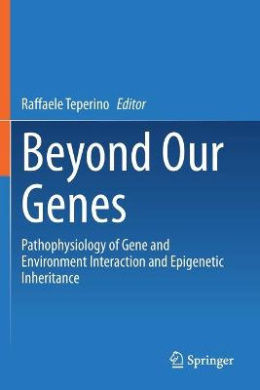 Raffaele Teperino Editor
Beyond Our
Genes
Pathophysiology of Gene and
Environment Interaction and Epigenetic
Inheritance
Springer